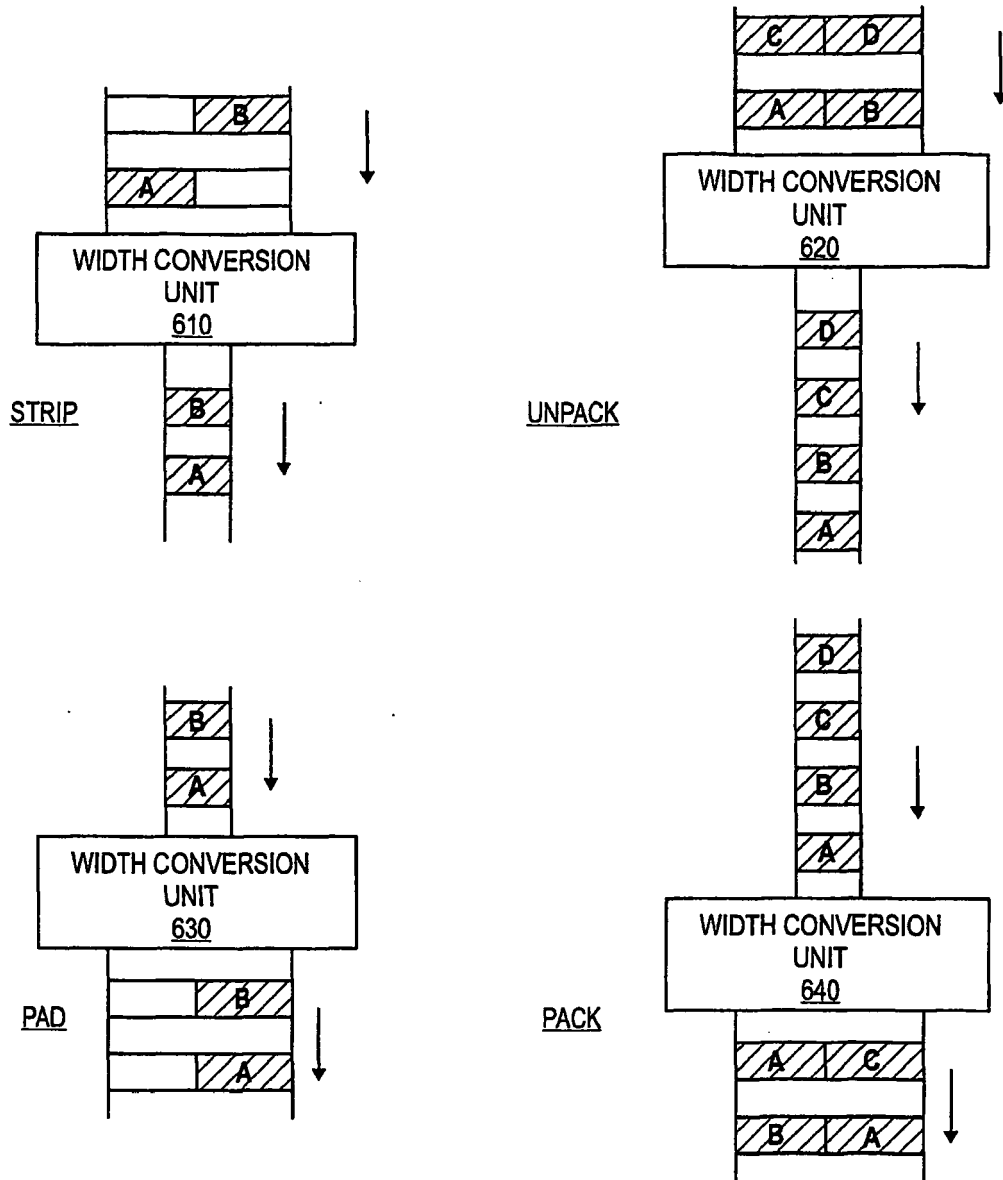 B
A
WIDTH CONVERSION
UNIT
610
B
STRIP
A
C D
A B
WIDTH CONVERSION
UNIT
620
D
C
UNPACK
B
A
B
A
WIDTH CONVERSION
UNIT
630
B
PAD
A
D
C
B
A
WIDTH CONVERSION
UNIT
640
PACK
A C
B A